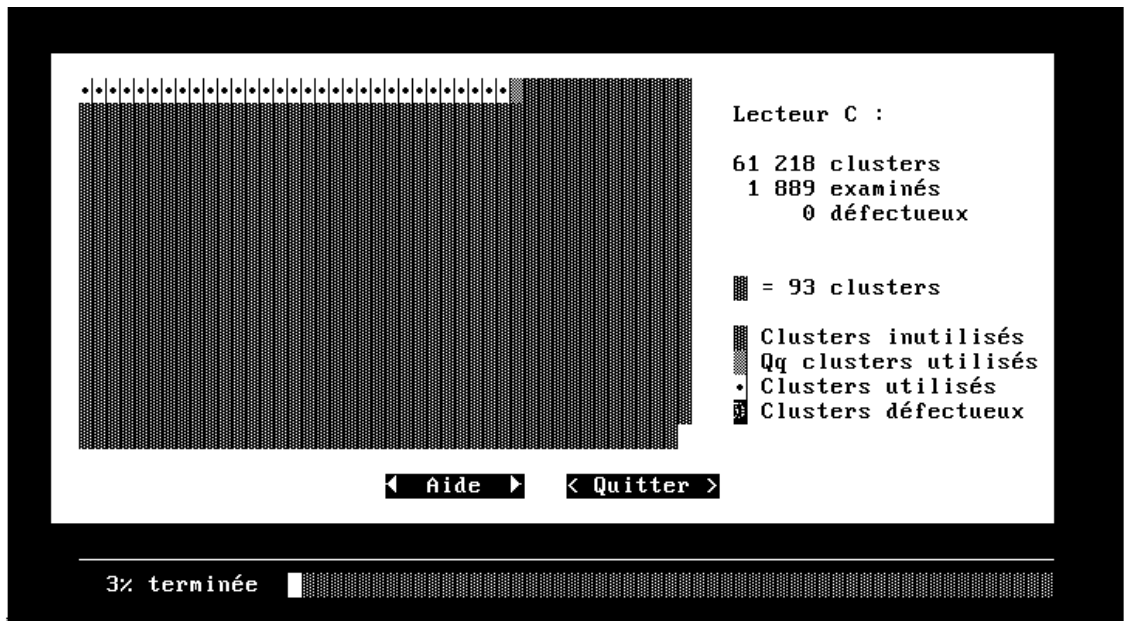 Lecteur C :
61 218 clusters
1 889 examinés
0 défectueux
= 93 clusters
Clusters inutilisés
Qq clusters utilisés
Clusters utilisés
Clusters défectueux
Aide
< Quitter >
3% terminée